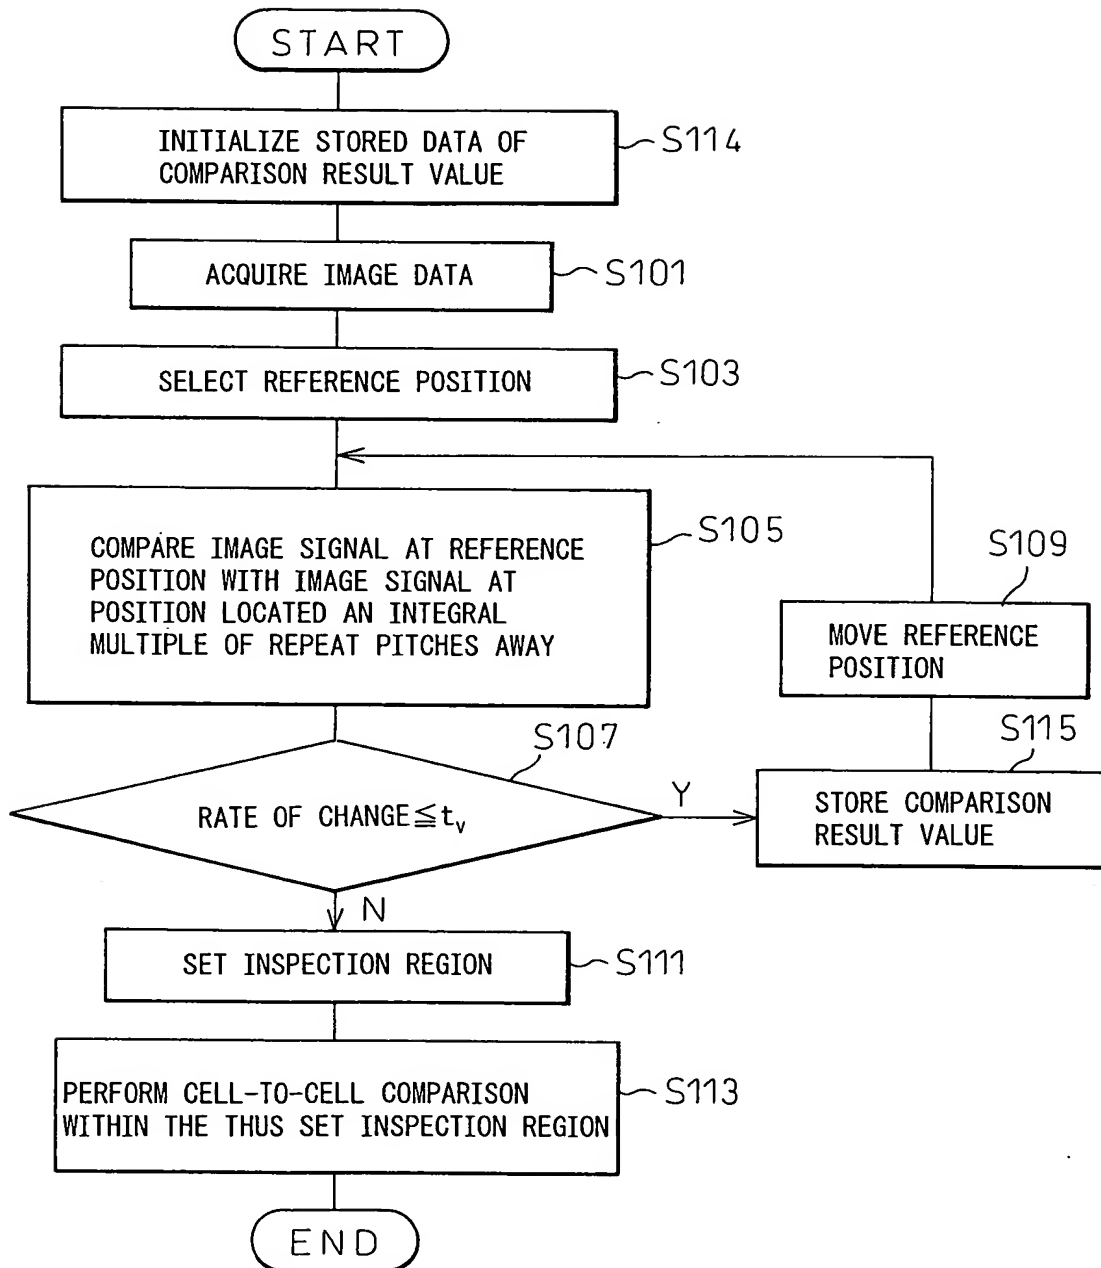 START
INITIALIZE STORED DATA OF
COMPARISON RESULT VALUE
S114
ACQUIRE IMAGE DATA
S101
SELECT REFERENCE POSITION
S103
COMPARE IMAGE SIGNAL AT REFERENCE
POSITION WITH IMAGE SIGNAL AT
POSITION LOCATED AN INTEGRAL
MULTIPLE OF REPEAT PITCHES AWAY
S105
S109
MOVE REFERENCE
POSITION
S107
RATE OF CHANGE≦tv
Y
S115
STORE COMPARISON
RESULT VALUE
N
SET INSPECTION REGION
S111
PERFORM CELL-TO-CELL COMPARISON
WITHIN THE THUS SET INSPECTION REGION
S113
END